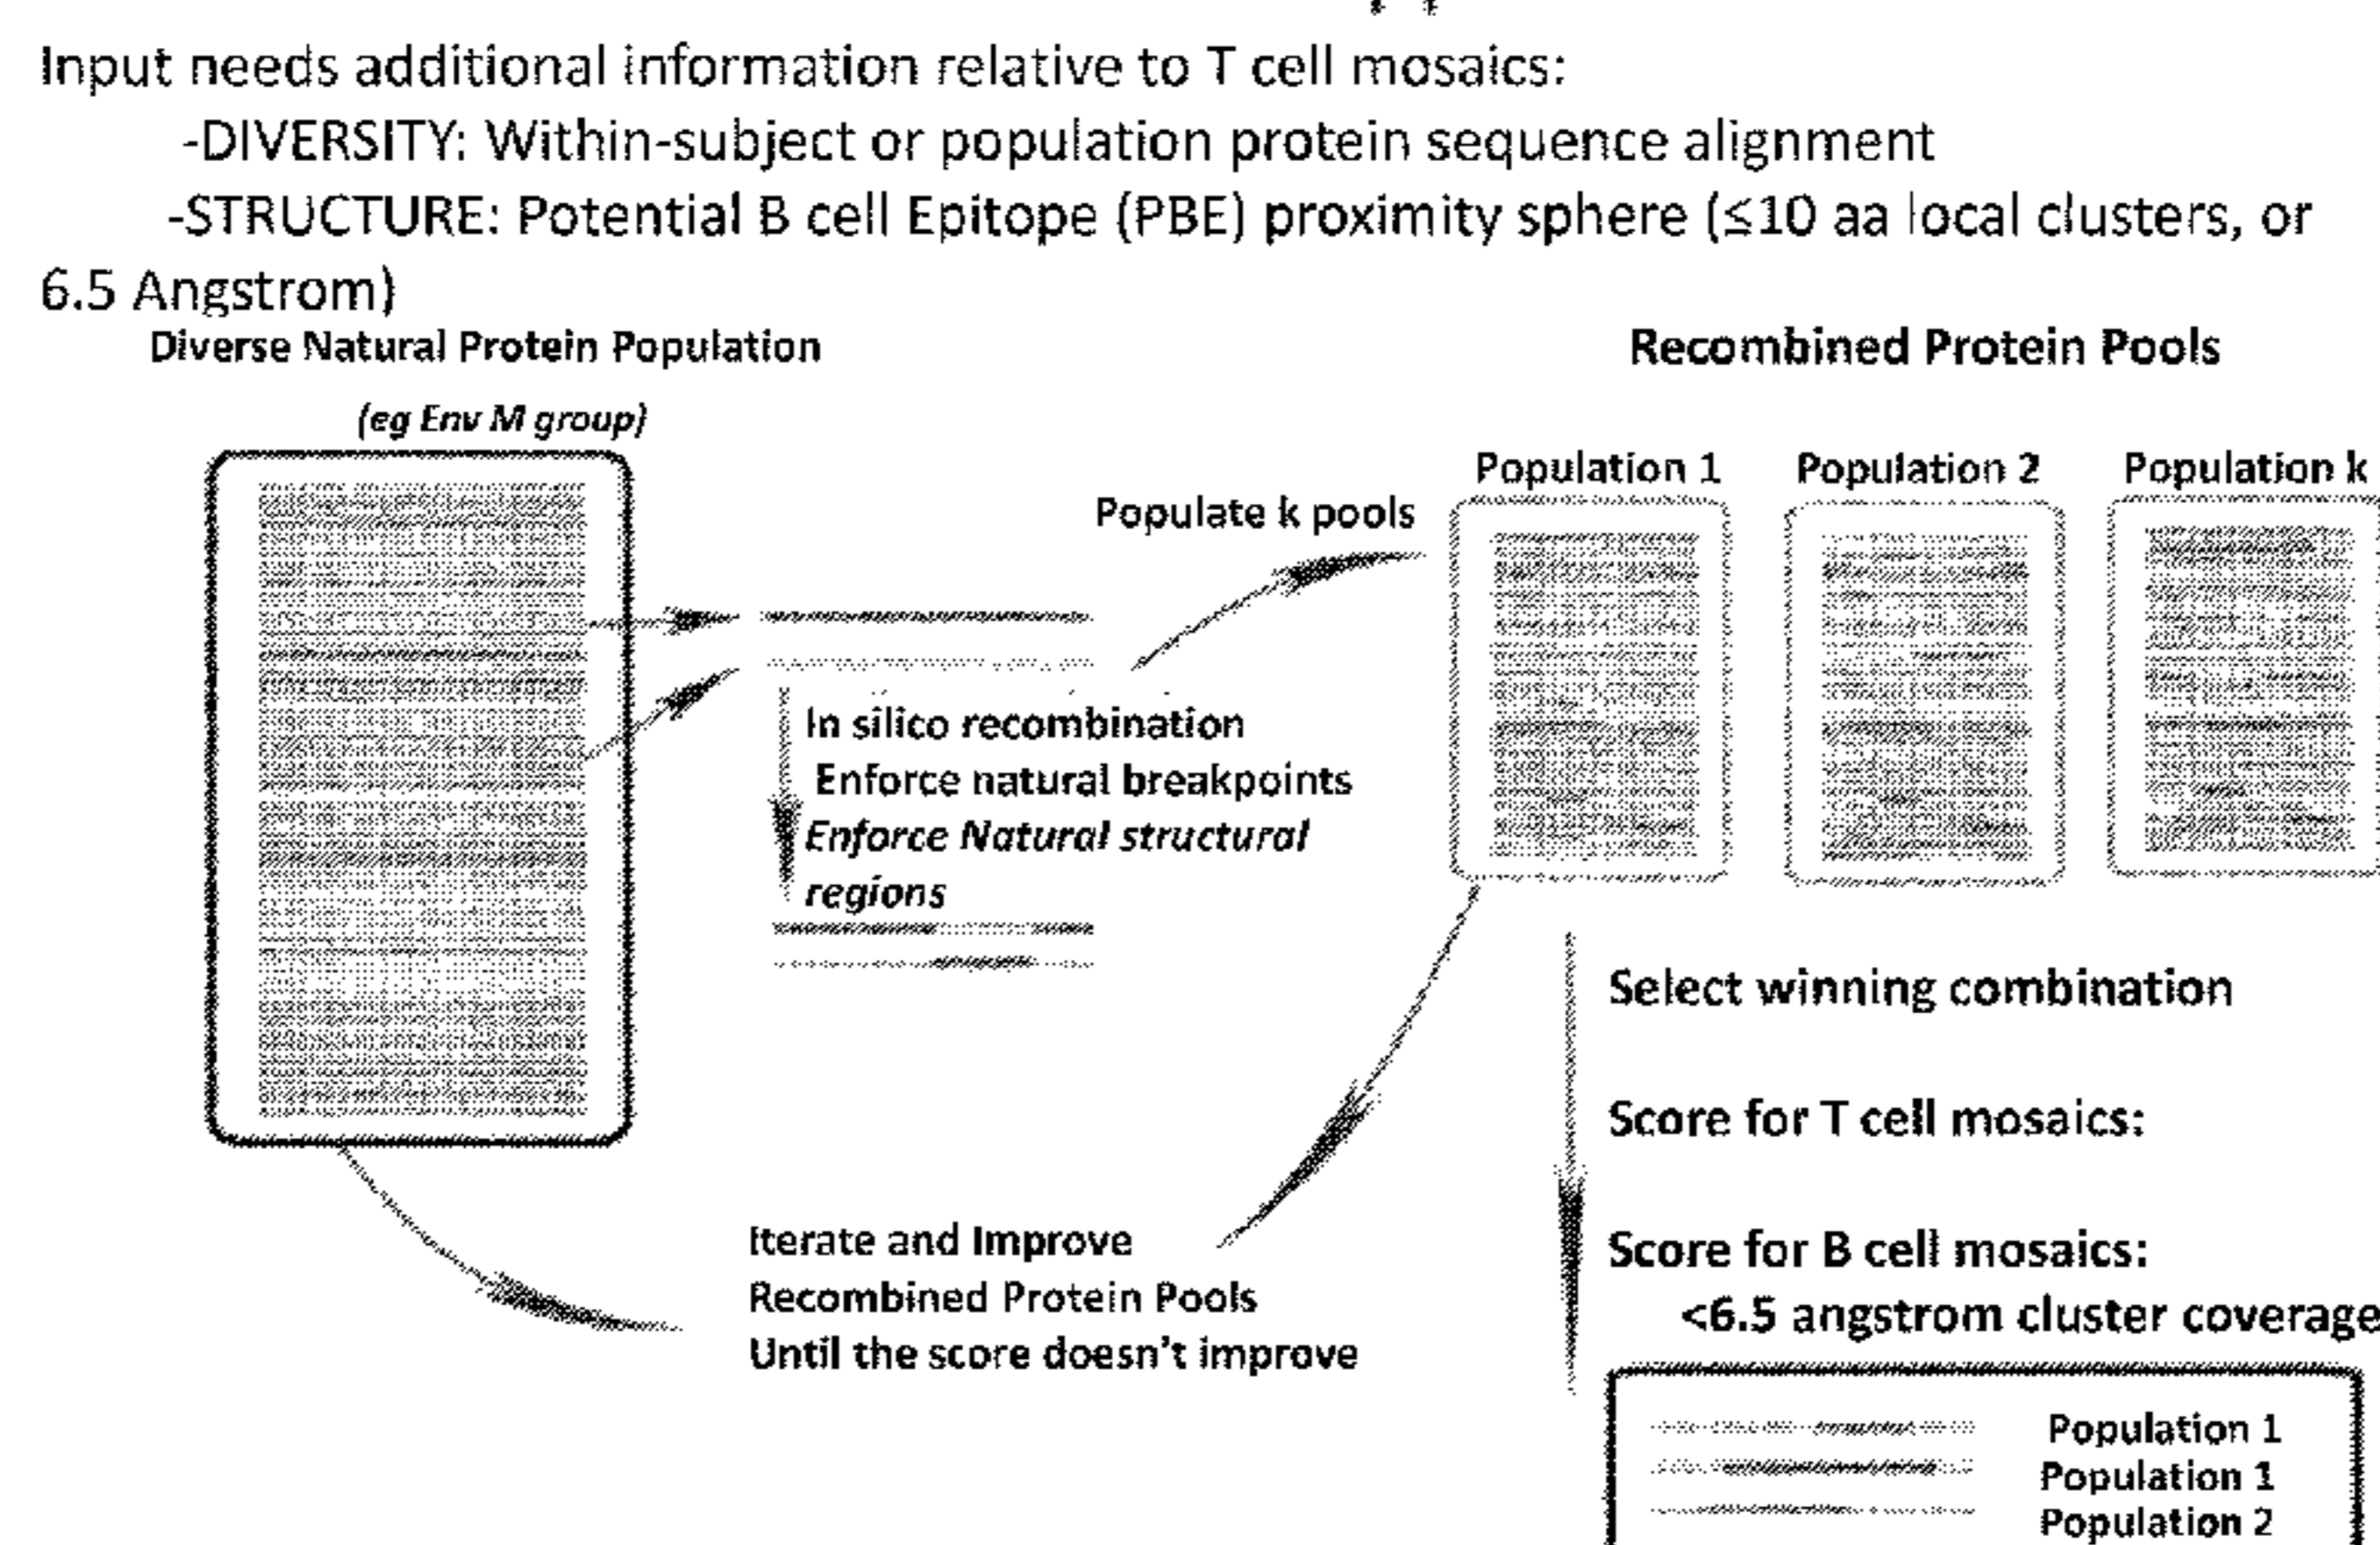 Input needs additional information relative to T cell mosaics:
-DIVERSITY: Within-subject or population protein sequence alignment
-STRUCTURE: Potential B cell Epitope (PBE) proximity sphere (≤10 aa local clusters, or
6.5 Angstrom)
Diverse Natural Protein Population
(eg Env M group)
Recombined Protein Pools
Population 1
Population 2
Population k
Populate k pools
In silico recombination
Enforce natural breakpoints
Enforce Natural structural
regions
Select winning combination
Score for T cell mosaics:
Score for B cell mosaics:
<6.5 angstrom cluster coverage
Iterate and Improve
Recombined Protein Pools
Until the score doesn't improve
Population 1
Population 1
Population 2